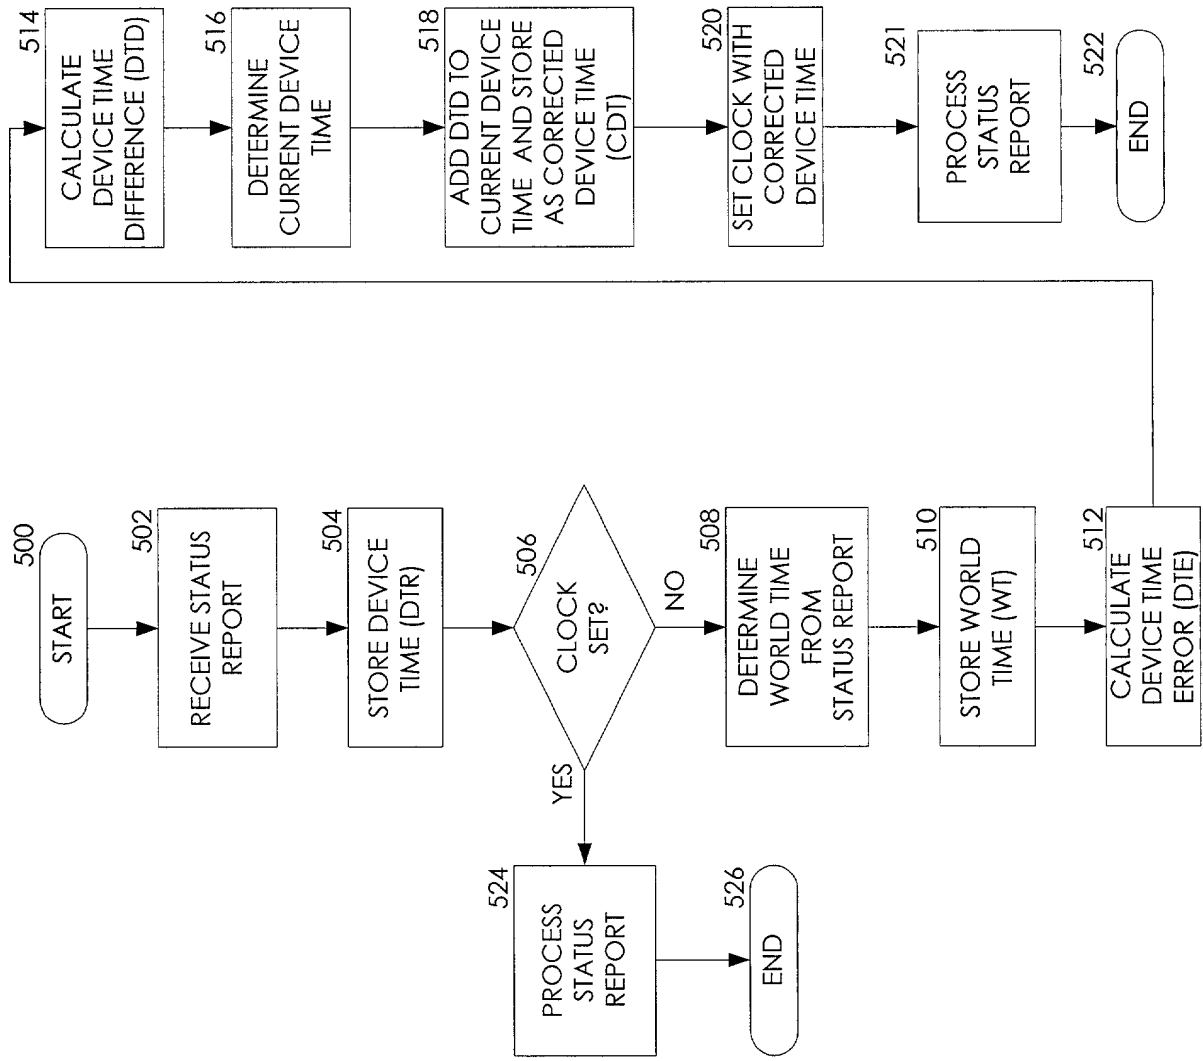 500
START
502
RECEIVE STATUS
REPORT
504
STORE DEVICE
TIME (DTR)
506
CLOCK
SET?
YES
NO
524
PROCESS
STATUS
REPORT
526
END
508
DETERMINE
WORLD TIME
FROM
STATUS REPORT
510
STORE WORLD
TIME (WT)
512
CALCULATE
DEVICE TIME
ERROR (DTE)
514
CALCULATE
DEVICE TIME
DIFFERENCE (DTD)
516
DETERMINE
CURRENT DEVICE
TIME
518
ADD DTD TO
CURRENT DEVICE
TIME AND STORE
AS CORRECTED
DEVICE TIME
(CDT)
520
SET CLOCK WITH
CORRECTED
DEVICE TIME
521
PROCESS
STATUS
REPORT
522
END